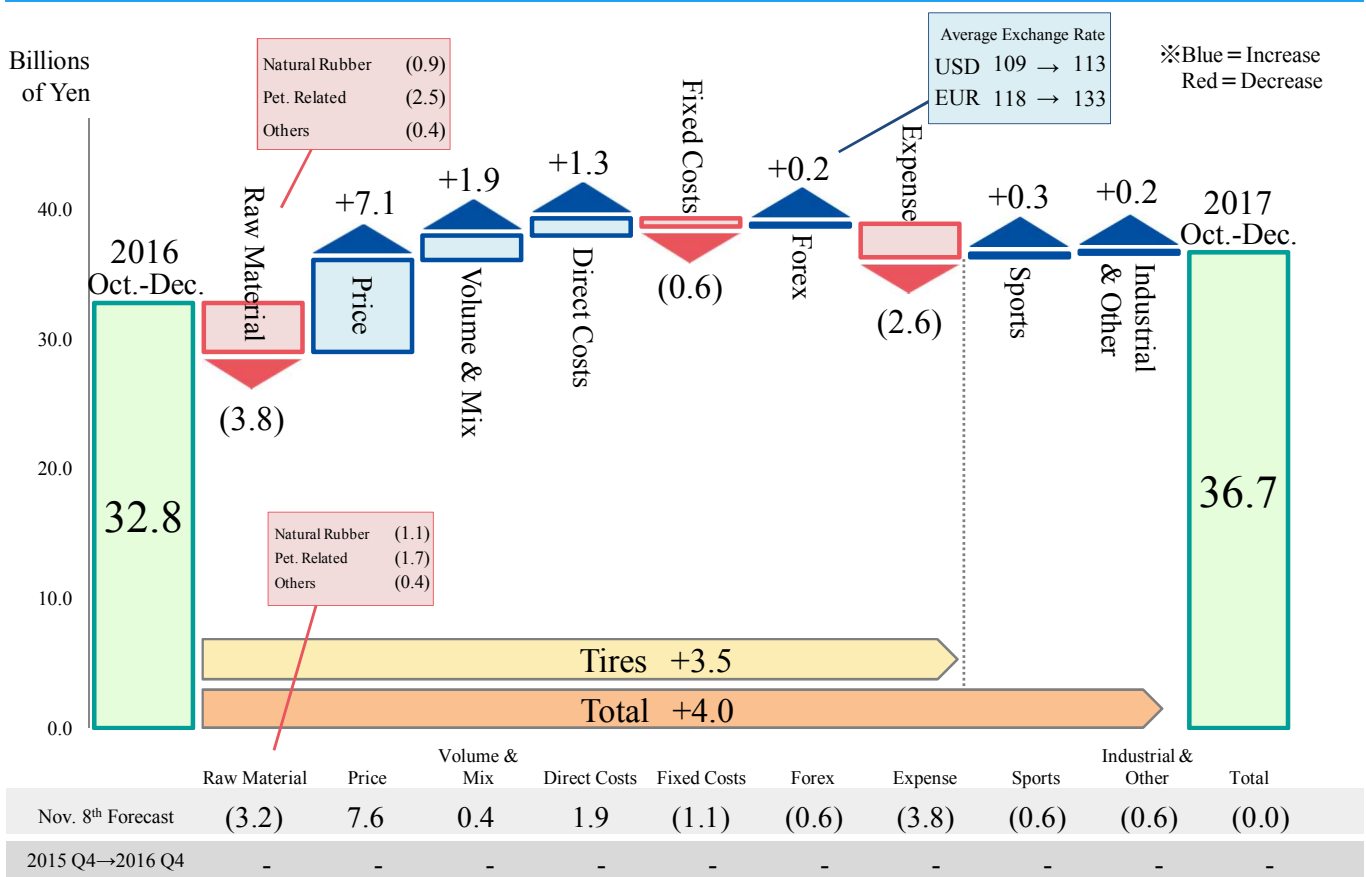 Billions
of Yen
Natural Rubber (0.9)
Pet. Related (2.5)
Others (0.4)
Average Exchange Rate
USD 109 → 113
EUR 118 → 133
※Blue＝Increase
Red＝Decrease
40.0
30.0
20.0
10.0
0.0
2016
Oct.-Dec.
32.8
Raw Material
(3.8)
+7.1
Price
+1.9
Volume & Mix
+1.3
Direct Costs
Fixed Costs
(0.6)
+0.2
Forex
Expense
(2.6)
+0.3
Sports
+0.2
Industrial
& Other
2017
Oct.-Dec.
36.7
Natural Rubber (1.1)
Pet. Related (1.7)
Others (0.4)
Tires +3.5
Total +4.0
Raw Material Price Volume & Mix Direct Costs Fixed Costs Forex Expense Sports Industrial & Other Total
Nov. 8th Forecast (3.2) 7.6 0.4 1.9 (1.1) (0.6) (3.8) (0.6) (0.6) (0.0)
2015 Q4→2016 Q4 - - - - - - - - - -